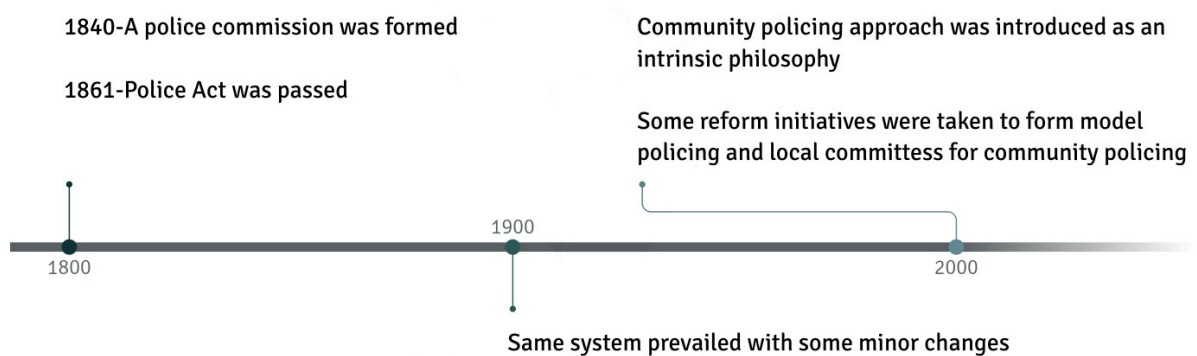 1840-A police commission was formed
1861-Police Act was passed
Community policing approach was introduced as an
intrinsic philosophy
Some reform initiatives were taken to form model
policing and local committess for community policing
1900
1800
2000
Same system prevailed with some minor changes